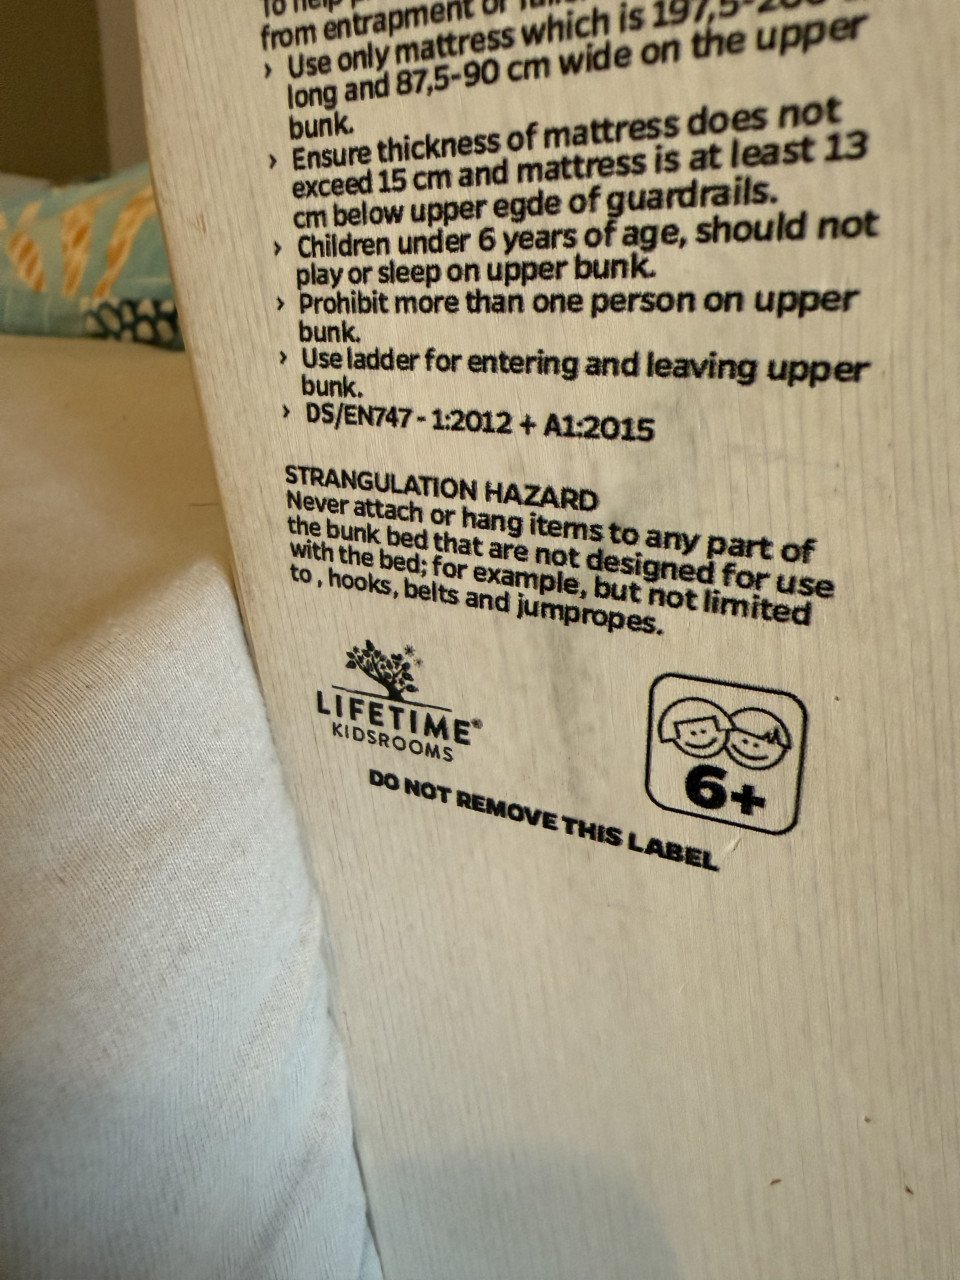 To help
from entrapment or
› Use only mattress which is 197,5-200
long and 87,5-90 cm wide on the upper
bunk.
› Ensure thickness of mattress does not
exceed 15 cm and mattress is at least 13
cm below upper egde of guardrails.
› Children under 6 years of age, should not
play or sleep on upper bunk.
› Prohibit more than one person on upper
bunk.
› Use ladder for entering and leaving upper
bunk.
› DS/EN747 - 1:2012 + A1:2015
STRANGULATION HAZARD
Never attach or hang items to any part of
the bunk bed that are not designed for use
with the bed; for example, but not limited
to , hooks, belts and jumpropes.
LIFETIME®
KIDSROOMS
6+
DO NOT REMOVE THIS LABEL